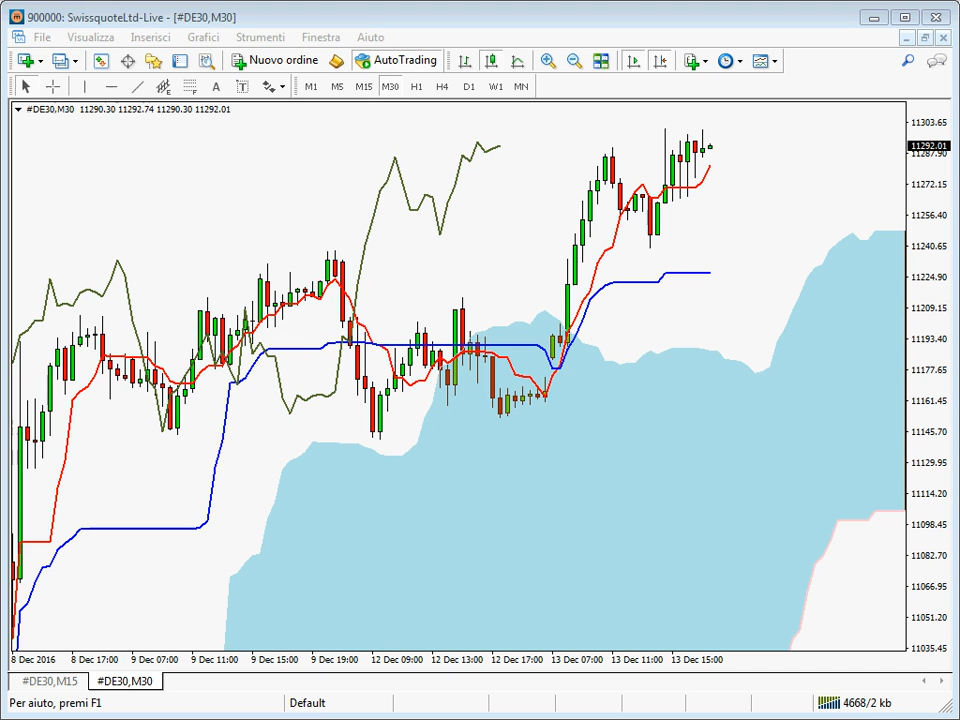 900000: SwissquoteLtd-Live - [#DE30,M30]
File Visualizza Inserisci Grafici Strumenti Finestra Aiuto
Nuovo ordine AutoTrading
A T M1 M5 M15 M30 H1 H4 D1 W1 MN
#DE30,M30 11290.30 11292.74 11290.30 11292.01
11303.65
11292.01
11287.90
11272.15
11256.40
11240.65
11224.90
11209.15
11193.40
11177.65
11161.45
11145.70
11129.95
11114.20
11098.45
11082.70
11066.95
11051.20
11035.45
8 Dec 2016 8 Dec 17:00 9 Dec 07:00 9 Dec 11:00 9 Dec 15:00 9 Dec 19:00 12 Dec 09:00 12 Dec 13:00 12 Dec 17:00 13 Dec 07:00 13 Dec 11:00 13 Dec 15:00
#DE30,M15 #DE30,M30
Per aiuto, premi F1 Default 4668/2 kb